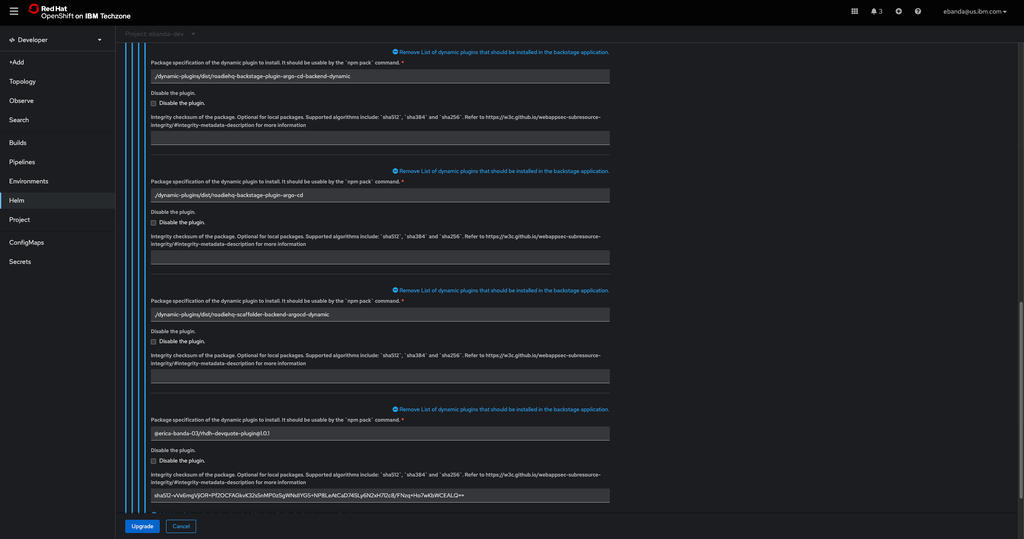 Red Hat
OpenShift on IBM Techzone
3
ebanda@us.ibm.com
Developer
Project: ebanda-dev
+Add
Topology
Observe
Search
Builds
Pipelines
Environments
Helm
Project
ConfigMaps
Secrets
Remove List of dynamic plugins that should be installed in the backstage application.
Package specification of the dynamic plugin to install. It should be usable by the `npm pack` command. *
./dynamic-plugins/dist/roadiehq-backstage-plugin-argo-cd-backend-dynamic
Disable the plugin.
Disable the plugin.
Integrity checksum of the package. Optional for local packages. Supported algorithms include: `sha512`, `sha384` and `sha256`. Refer to https://w3c.github.io/webappsec-subresource-
integrity/#integrity-metadata-description for more information
Remove List of dynamic plugins that should be installed in the backstage application.
Package specification of the dynamic plugin to install. It should be usable by the `npm pack` command. *
./dynamic-plugins/dist/roadiehq-backstage-plugin-argo-cd
Disable the plugin.
Disable the plugin.
Integrity checksum of the package. Optional for local packages. Supported algorithms include: `sha512`, `sha384` and `sha256`. Refer to https://w3c.github.io/webappsec-subresource-
integrity/#integrity-metadata-description for more information
Remove List of dynamic plugins that should be installed in the backstage application.
Package specification of the dynamic plugin to install. It should be usable by the `npm pack` command. *
./dynamic-plugins/dist/roadiehq-scaffolder-backend-argocd-dynamic
Disable the plugin.
Disable the plugin.
Integrity checksum of the package. Optional for local packages. Supported algorithms include: `sha512`, `sha384` and `sha256`. Refer to https://w3c.github.io/webappsec-subresource-
integrity/#integrity-metadata-description for more information
Remove List of dynamic plugins that should be installed in the backstage application.
Package specification of the dynamic plugin to install. It should be usable by the `npm pack` command. *
@erica-banda-03/rhdh-devquote-plugin@1.0.1
Disable the plugin.
Disable the plugin.
Integrity checksum of the package. Optional for local packages. Supported algorithms include: `sha512`, `sha384` and `sha256`. Refer to https://w3c.github.io/webappsec-subresource-
integrity/#integrity-metadata-description for more information
Upgrade
Cancel